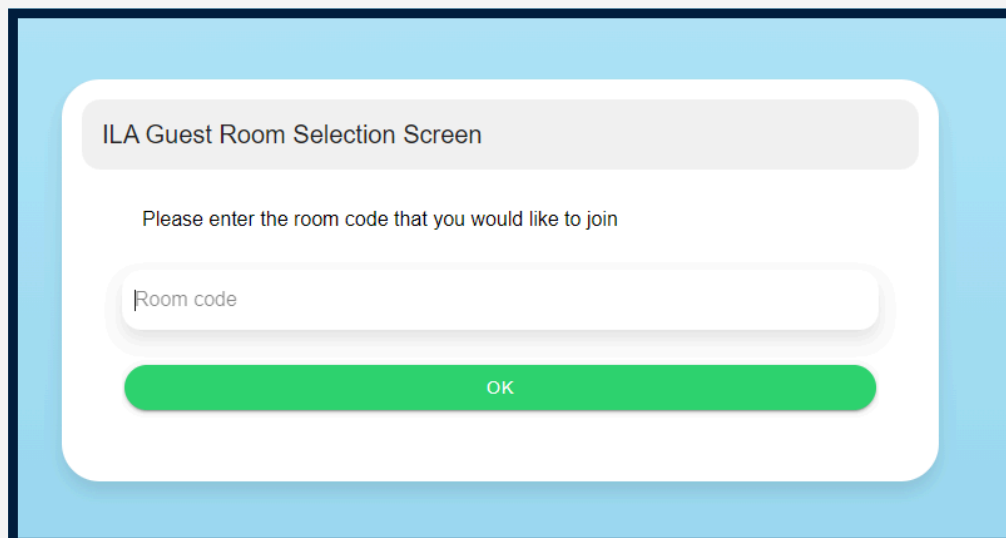 ILA Guest Room Selection Screen
Please enter the room code that you would like to join
Room code
OK